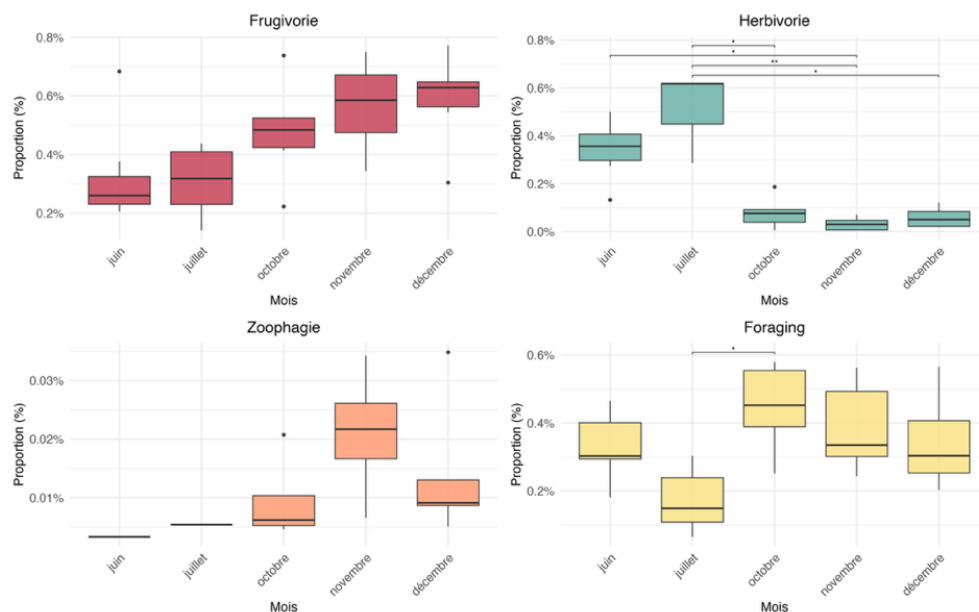 Frugivorie
0.8%
0.6%
0.4%
0.2%
Proportion (%)
juin
juillet
octobre
novembre
décembre
Mois
Herbivorie
0.8%
0.6%
0.4%
0.2%
0.0%
Proportion (%)
*
*
**
*
juin
juillet
octobre
novembre
décembre
Mois
Zoophagie
0.03%
0.02%
0.01%
Proportion (%)
juin
juillet
octobre
novembre
décembre
Mois
Foraging
0.6%
0.4%
0.2%
Proportion (%)
*
juin
juillet
octobre
novembre
décembre
Mois